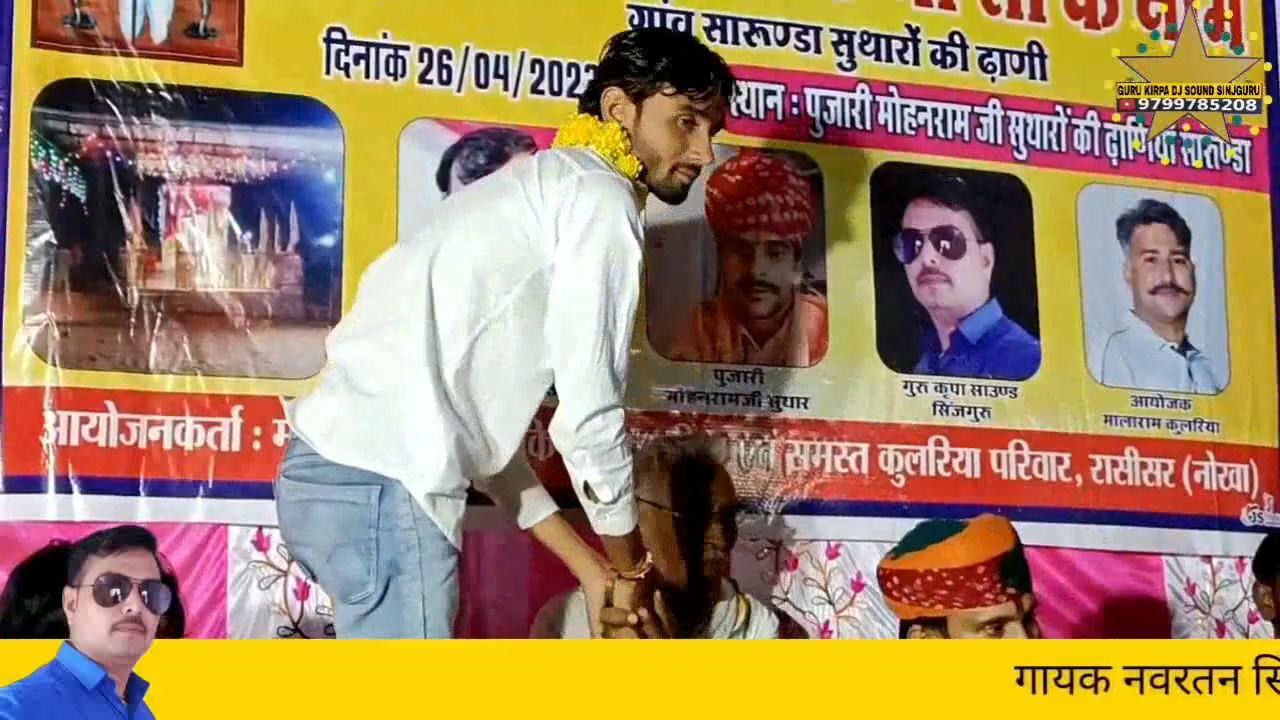 गांव सारूण्डा सुथारों की ढ़ाणी
दिनांक 26/04/202
स्थान : पुजारी मोहनराम जी सुथारों की ढ़ाणियां सारूण्डा
GURU KIRPA DJ SOUND SINJGURU
9799785208
पुजारी
मोहनरामजी सुथार
गुरु कृपा साउण्ड
सिंजगुरु
आयोजक
मालाराम कुलरिया
आयोजनकर्ता :
एवं समस्त कुलरिया परिवार, रासीसर (नोखा)
गायक नवरतन